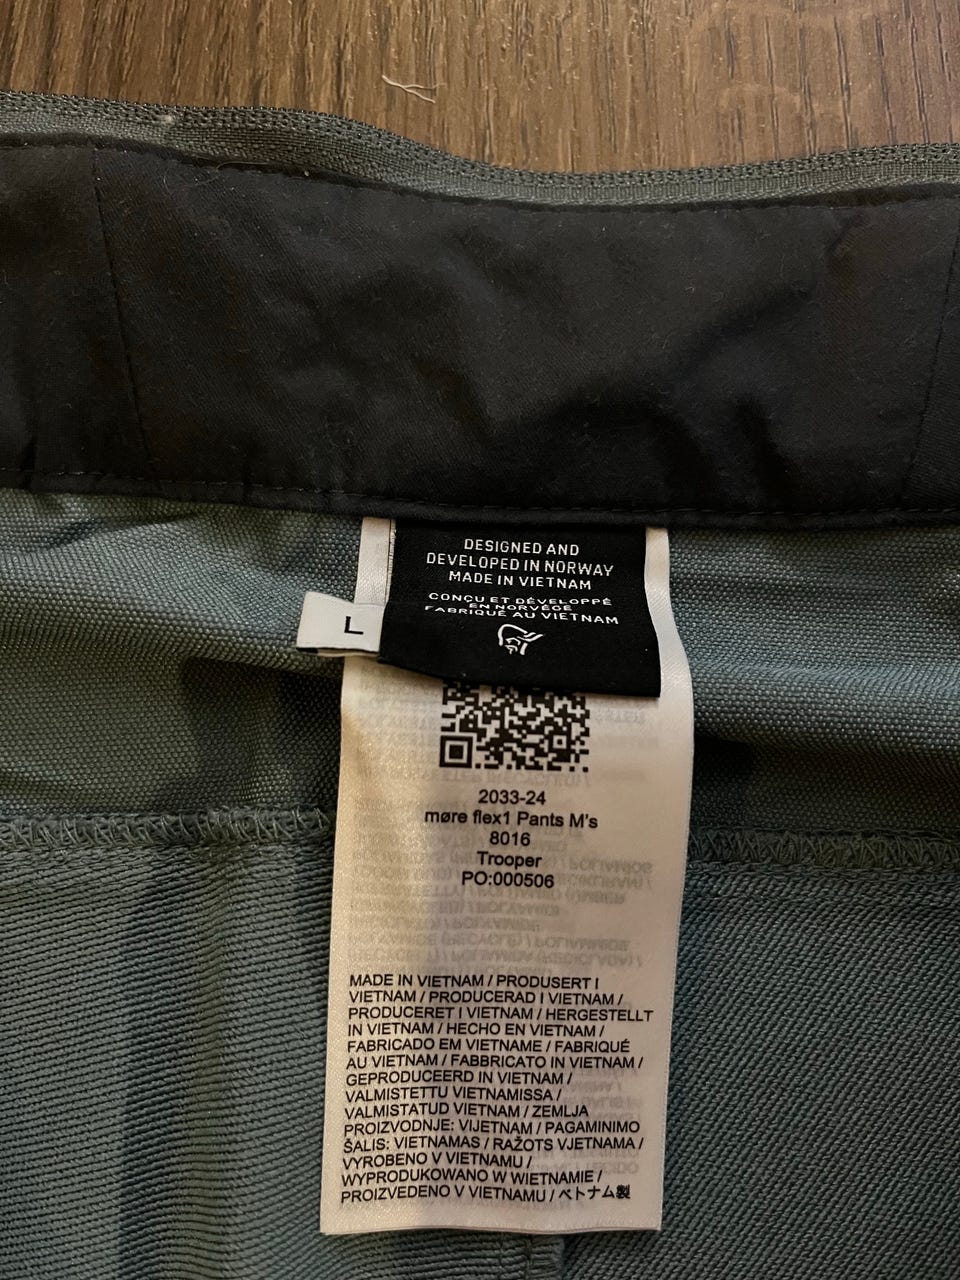 DESIGNED AND
DEVELOPED IN NORWAY
MADE IN VIETNAM
CONÇU ET DÉVELOPPÉ
EN NORVÈGE
FABRIQUÉ AU VIETNAM
L
2033-24
møre flex1 Pants M's
8016
Trooper
PO:000506
MADE IN VIETNAM / PRODUSERT I
VIETNAM / PRODUCERAD I VIETNAM /
PRODUCERET I VIETNAM / HERGESTELLT
IN VIETNAM / HECHO EN VIETNAM /
FABRICADO EM VIETNAME / FABRIQUÉ
AU VIETNAM / FABBRICATO IN VIETNAM /
GEPRODUCEERD IN VIETNAM /
VALMISTETTU VIETNAMISSA /
VALMISTATUD VIETNAM / ZEMLJA
PROIZVODNJE: VIJETNAM / PAGAMINIMO
ŠALIS: VIETNAMAS / RAŽOTS VJETNAMA /
VYROBENO V VIETNAMU /
WYPRODUKOWANO W WIETNAMIE /
PROIZVEDENO V VIETNAMU / ベトナム製